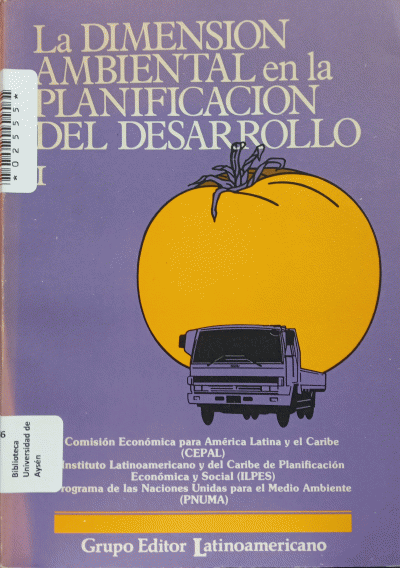 La DIMENSION
AMBIENTAL en la
PLANIFICACION
DEL DESARROLLO
I
*02555*
6
Biblioteca
Universidad de
Aysén
Comisión Económica para América Latina y el Caribe
(CEPAL)
Instituto Latinoamericano y del Caribe de Planificación
Económica y Social (ILPES)
Programa de las Naciones Unidas para el Medio Ambiente
(PNUMA)
Grupo Editor Latinoamericano